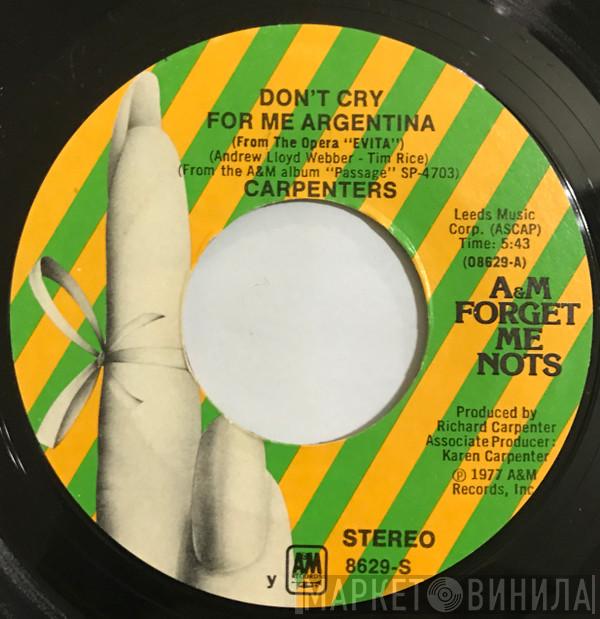 DON'T CRY
FOR ME ARGENTINA
(From The Opera "EVITA")
(Andrew Lloyd Webber - Tim Rice)
(From the A&M album "Passage" SP-4703)
CARPENTERS
Leeds Music
Corp. (ASCAP)
Time: 5:43
(08629-A)
A&M
FORGET
ME
NOTS
Produced by
Richard Carpenter
Associate Producer:
Karen Carpenter
℗ 1977 A&M
Records, Inc.
STEREO
8629-S
y
A&M
RECORDS
МАРКЕТ ВИНИЛА